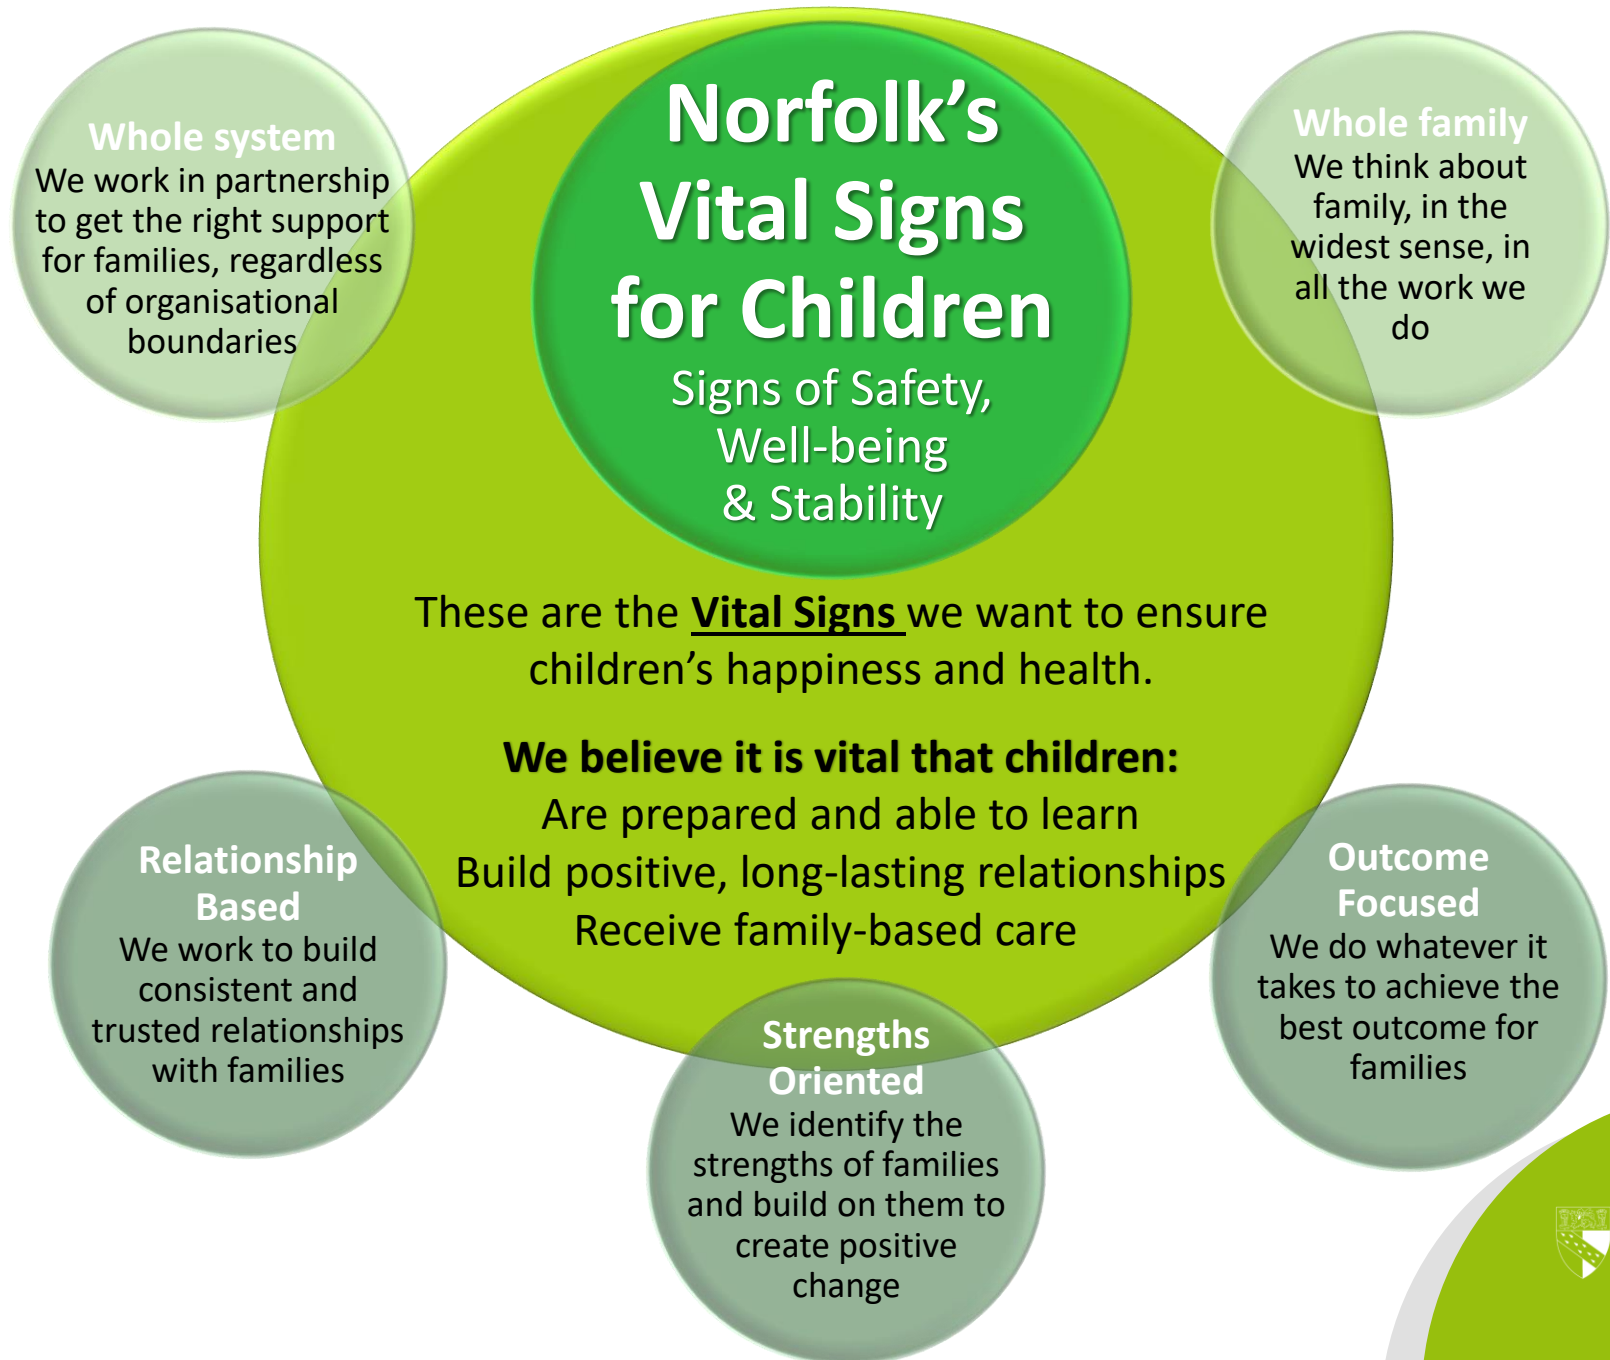 Norfolk’s
Vital Signs
for Children
Signs of Safety,
Well-being
& Stability
Whole system
We work in partnership
to get the right support
for families, regardless
of organisational
boundaries
Whole family
We think about
family, in the
widest sense, in
all the work we
do
These are the Vital Signs we want to ensure
children’s happiness and health.
We believe it is vital that children:
Are prepared and able to learn
Build positive, long-lasting relationships
Receive family-based care
Relationship
Based
We work to build
consistent and
trusted relationships
with families
Strengths
Oriented
We identify the
strengths of families
and build on them to
create positive
change
Outcome
Focused
We do whatever it
takes to achieve the
best outcome for
families